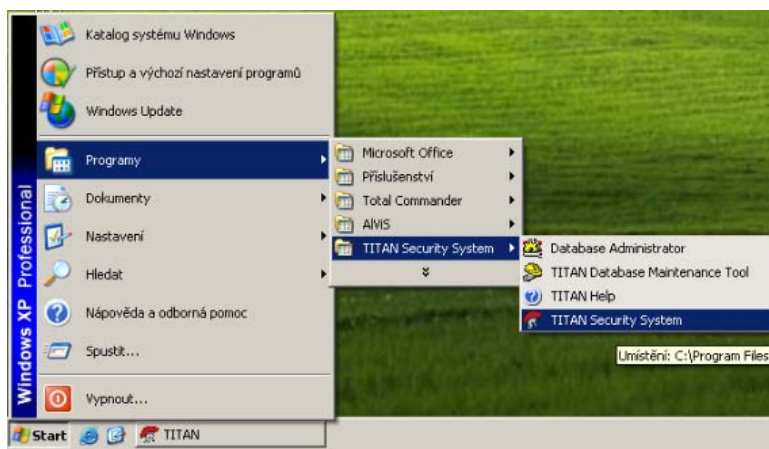 Katalog systému Windows
Přístup a výchozí nastavení programů
Windows Update
Programy
Dokumenty
Nastavení
Hledat
Nápověda a odborná pomoc
Spustit...
Vypnout...
Windows XP Professional
Microsoft Office
Příslušenství
Total Commander
AlViS
TITAN Security System
Database Administrator
TITAN Database Maintenance Tool
TITAN Help
TITAN Security System
Umístění: C:\Program Files
Start
TITAN